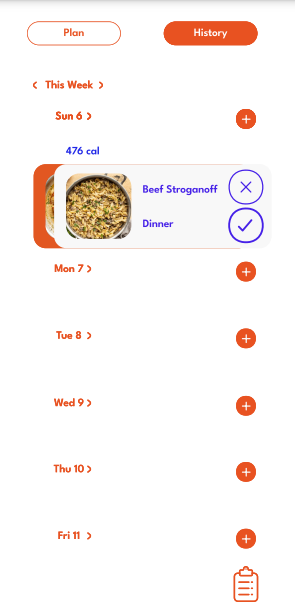 Plan
History
< This Week >
Sun 6 >
476 cal
Beef Stroganoff
Dinner
Mon 7 >
Tue 8 >
Wed 9 >
Thu 10 >
Fri 11 >